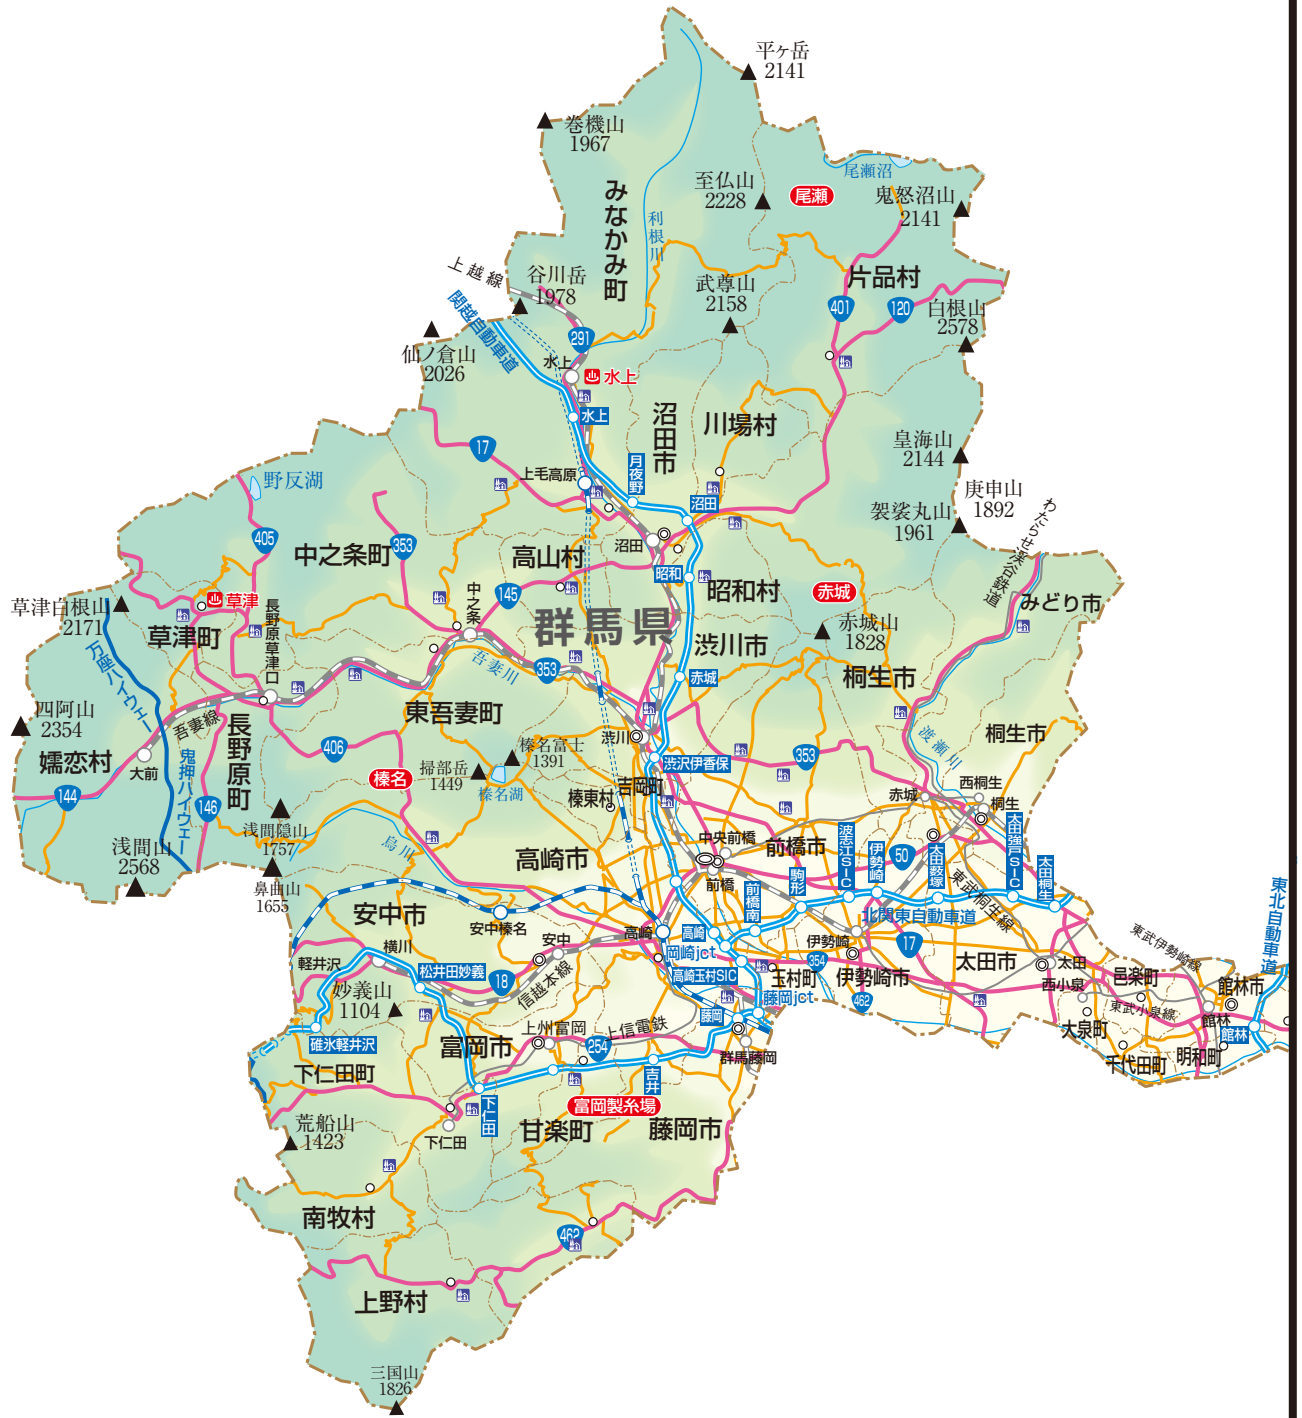 平ヶ岳
2141
巻機山
1967
みなかみ町
至仏山
2228
尾瀬
尾瀬沼
鬼怒沼山
2141
利根川
上越線
谷川岳
1978
関越自動車道
武尊山
2158
片品村
401
120
白根山
2578
291
仙ノ倉山
2026
水上
水上
水上
沼田市
川場村
17
上毛高原
月夜野
沼田
皇海山
2144
庚申山
1892
袈裟丸山
1961
わたらせ渓谷鉄道
野反湖
405
中之条町
353
高山村
沼田
昭和
昭和村
赤城
赤城山
1828
みどり市
草津白根山
2171
草津
草津町
長野原草津口
中之条
145
群馬県
渋川市
桐生市
万座ハイウェー
吾妻川
353
赤城
四阿山
2354
吾妻線
長野原町
東吾妻町
嬬恋村
大前
鬼押ハイウェー
406
渋川
渋沢伊香保
353
渡瀬川
桐生市
榛名富士
1391
掃部岳
1449
榛名湖
榛名
榛東村
吉岡町
144
146
浅間隠山
1757
浅間山
2568
鼻曲山
1655
烏川
高崎市
中央前橋
前橋市
前橋
赤城
西桐生
桐生
波志江SIC
伊勢崎
50
太田藪塚
太田強戸SIC
太田桐生
駒形
前橋南
東武桐生線
北関東自動車道
東北自動車道
安中市
安中榛名
高崎
高崎
岡崎jct
伊勢崎
17
東武伊勢崎線
軽井沢
横川
松井田妙義
安中
18
信越本線
高崎玉村SIC
玉村町
354
伊勢崎市
太田市
太田
西小泉
邑楽町
館林市
妙義山
1104
藤岡jct
462
東武小泉線
館林
館林
碓氷軽井沢
富岡市
上州富岡
上信電鉄
254
藤岡
群馬藤岡
大泉町
千代田町
明和町
下仁田町
吉井
下仁田
富岡製糸場
荒船山
1423
下仁田
甘楽町
藤岡市
南牧村
462
上野村
三国山
1826